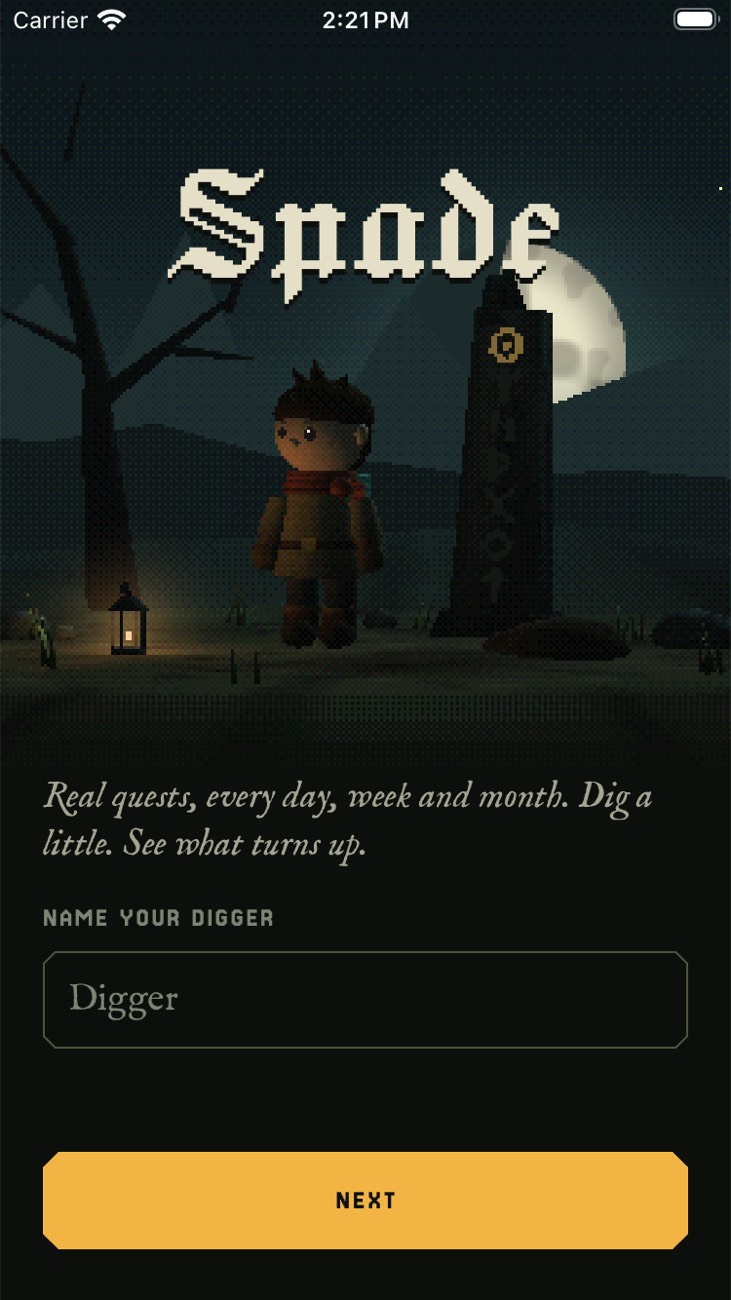 Carrier
2:21 PM
Spade
Real quests, every day, week and month. Dig a
little. See what turns up.
NAME YOUR DIGGER
Digger
NEXT